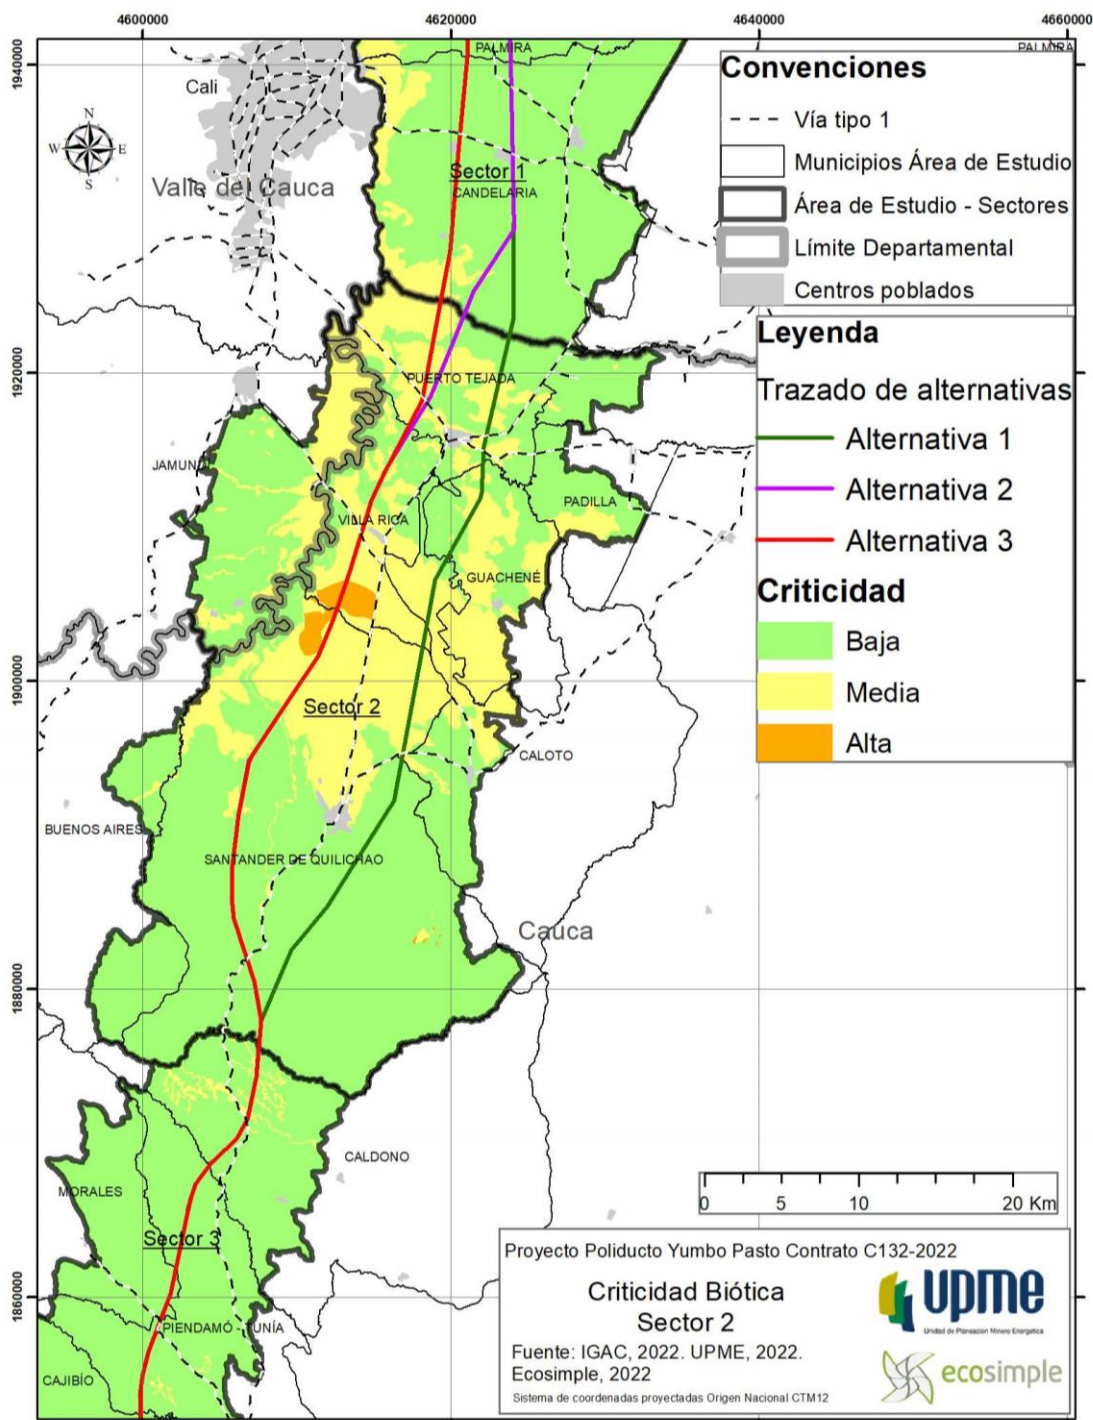 4600000
4620000
4640000
4660000
1940000
1920000
1900000
1880000
1860000
N
W
E
S
Cali
Valle del Cauca
PALMIRA
PALMIRA
Sector 1
CANDELARIA
PUERTO TEJADA
JAMUNDÍ
VILLA RICA
PADILLA
GUACHENÉ
Sector 2
CALOTO
BUENOS AIRES
SANTANDER DE QUILICHAO
Cauca
CALDONO
MORALES
Sector 3
PIENDAMÓ - TUNÍA
CAJIBÍO
Convenciones
Vía tipo 1
Municipios Área de Estudio
Área de Estudio - Sectores
Límite Departamental
Centros poblados
Leyenda
Trazado de alternativas
Alternativa 1
Alternativa 2
Alternativa 3
Criticidad
Baja
Media
Alta
0 5 10 20 Km
Proyecto Poliducto Yumbo Pasto Contrato C132-2022
Criticidad Biótica
Sector 2
Fuente: IGAC, 2022. UPME, 2022.
Ecosimple, 2022
Sistema de coordenadas proyectadas Origen Nacional CTM12
upme
Unidad de Planeación Minero Energética
ecosimple